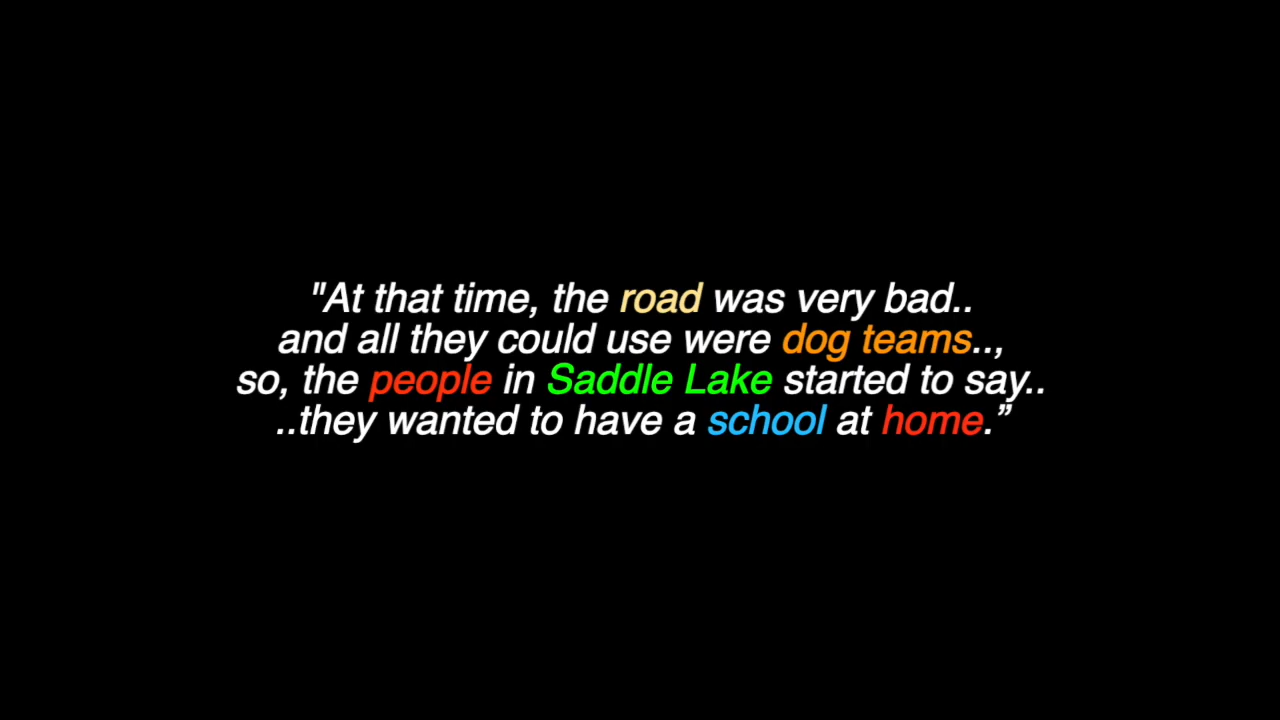 "At that time, the road was very bad..
and all they could use were dog teams..,
so, the people in Saddle Lake started to say..
..they wanted to have a school at home.”